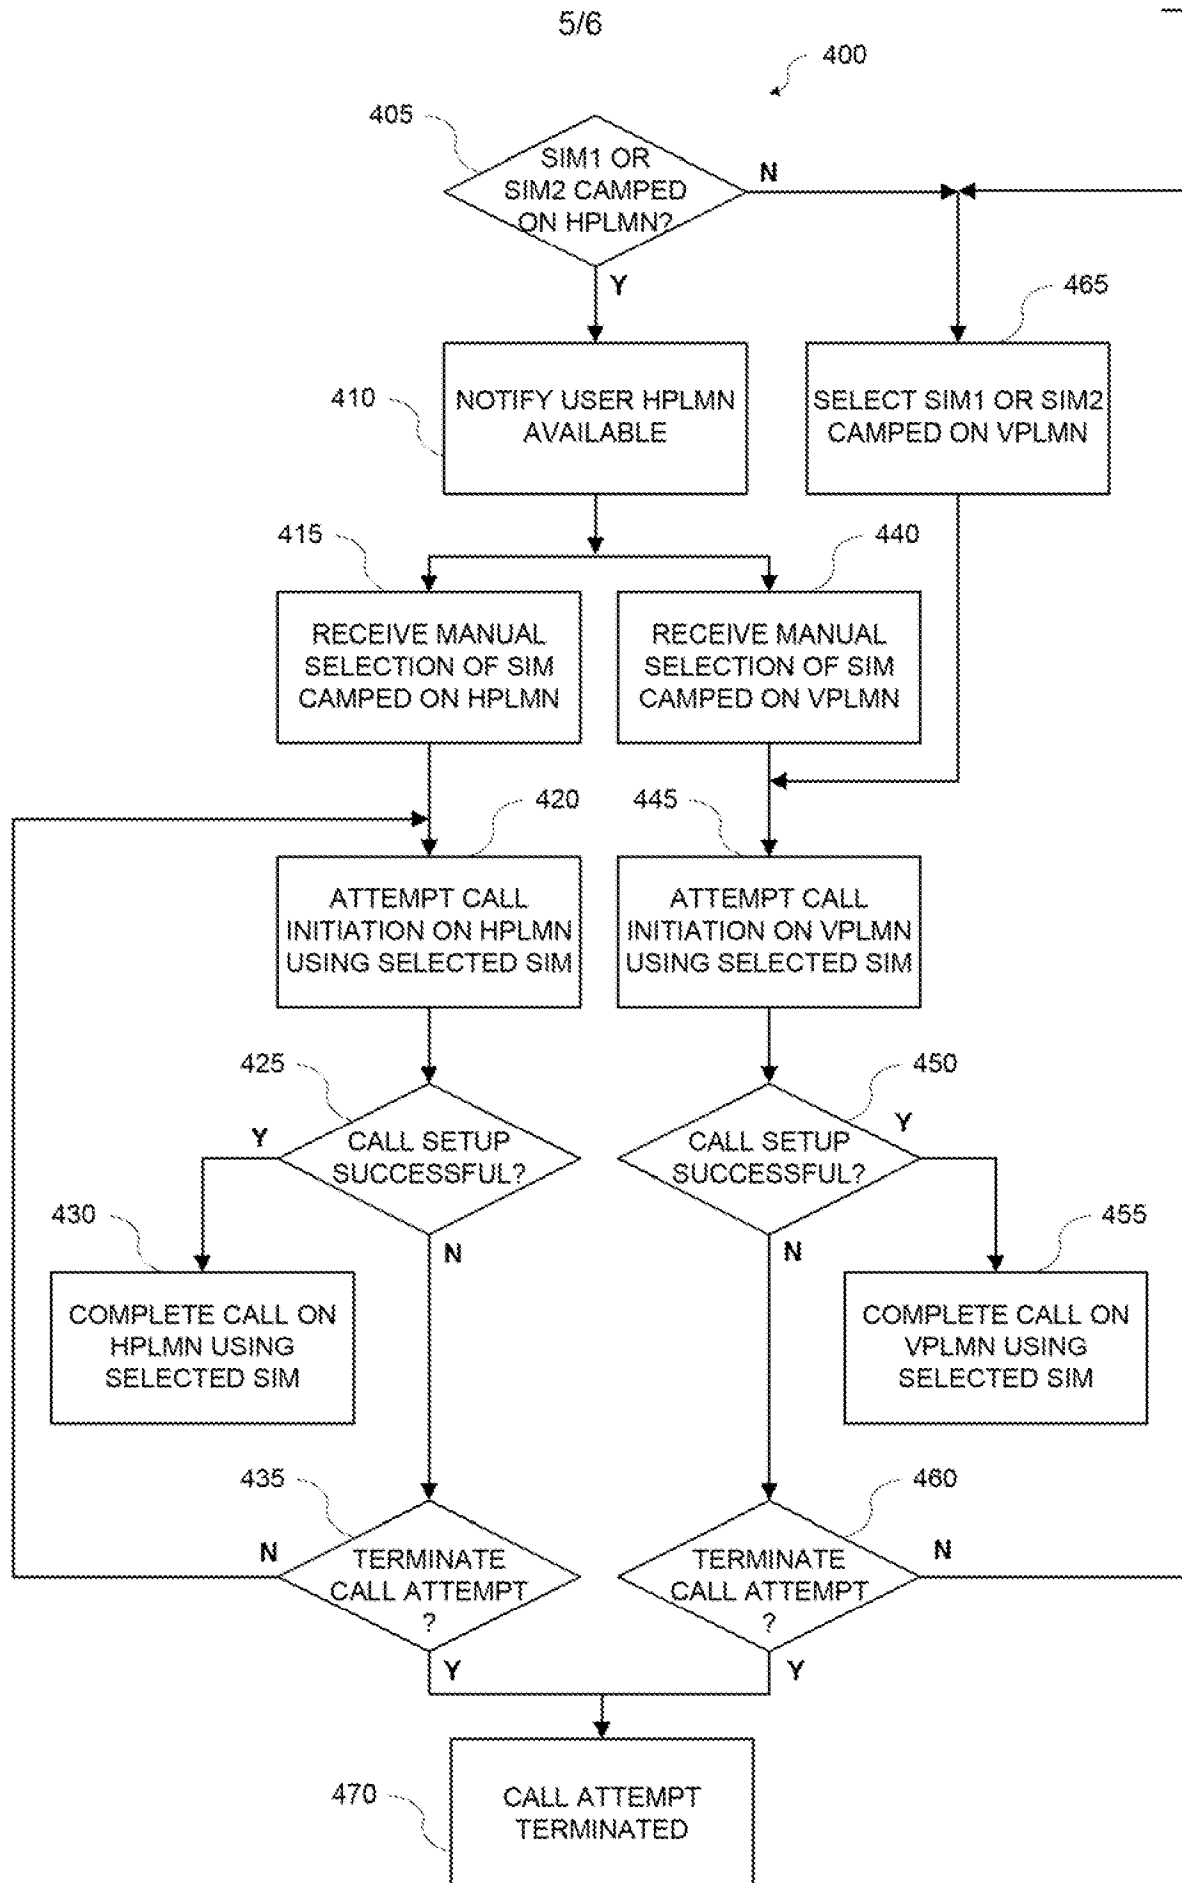 5/6
400
405
SIM1 OR
SIM2 CAMPED
ON HPLMN?
N
Y
465
410
NOTIFY USER HPLMN
AVAILABLE
SELECT SIM1 OR SIM2
CAMPED ON VPLMN
415
440
RECEIVE MANUAL
SELECTION OF SIM
CAMPED ON HPLMN
RECEIVE MANUAL
SELECTION OF SIM
CAMPED ON VPLMN
420
445
ATTEMPT CALL
INITIATION ON HPLMN
USING SELECTED SIM
ATTEMPT CALL
INITIATION ON VPLMN
USING SELECTED SIM
425
450
Y
CALL SETUP
SUCCESSFUL?
CALL SETUP
SUCCESSFUL?
Y
430
N
N
455
COMPLETE CALL ON
HPLMN USING
SELECTED SIM
COMPLETE CALL ON
VPLMN USING
SELECTED SIM
435
460
N
TERMINATE
CALL ATTEMPT
?
TERMINATE
CALL ATTEMPT
?
N
Y
Y
470
CALL ATTEMPT
TERMINATED